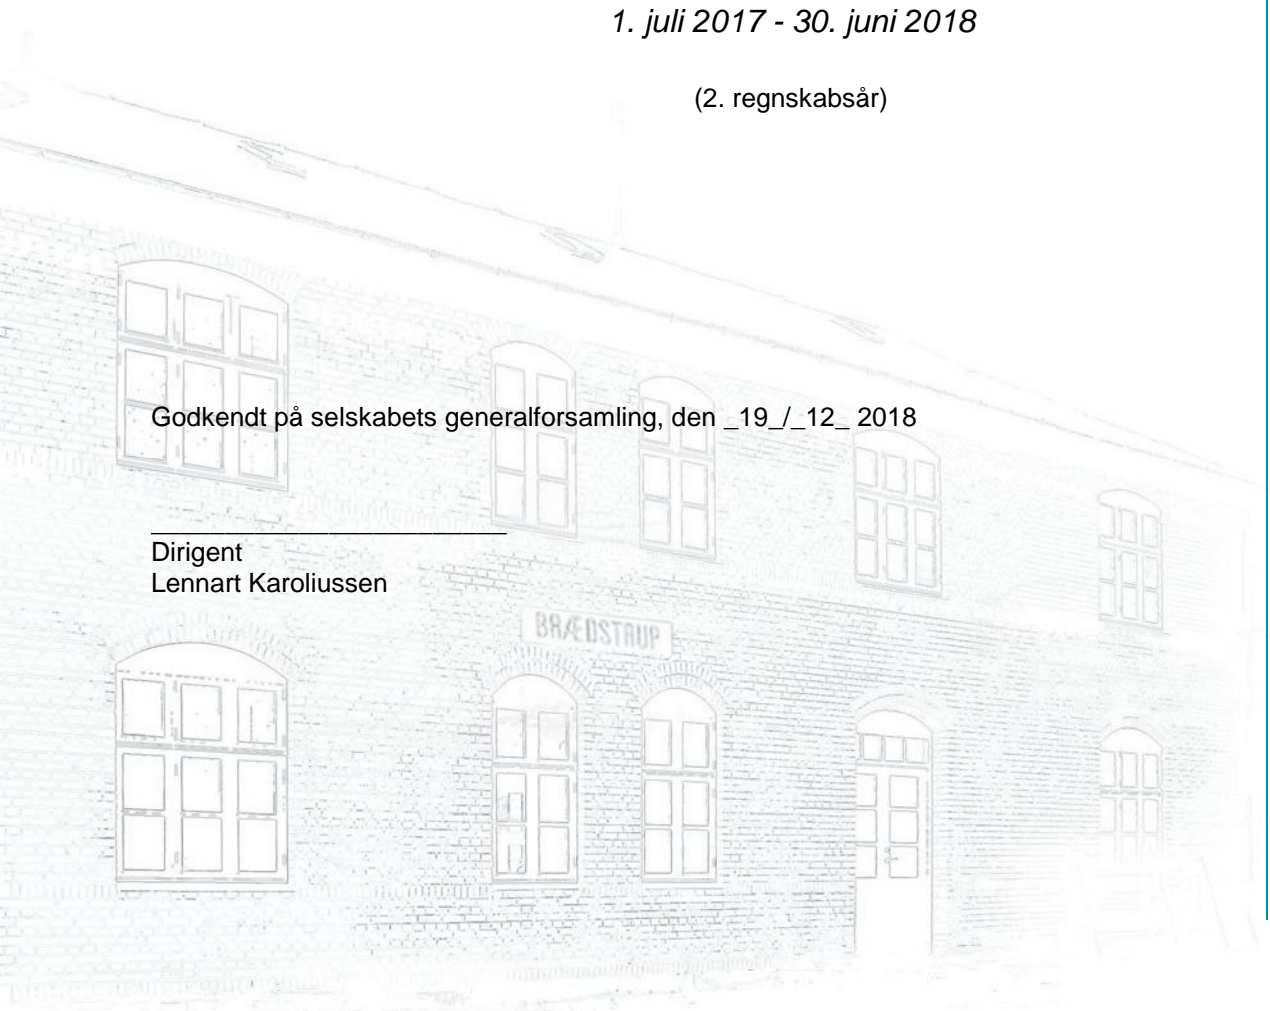 1. juli 2017 - 30. juni 2018
(2. regnskabsår)
Godkendt på selskabets generalforsamling, den _19_/_12_ 2018
________________________
Dirigent
Lennart Karoliussen
BRÆDSTRUP